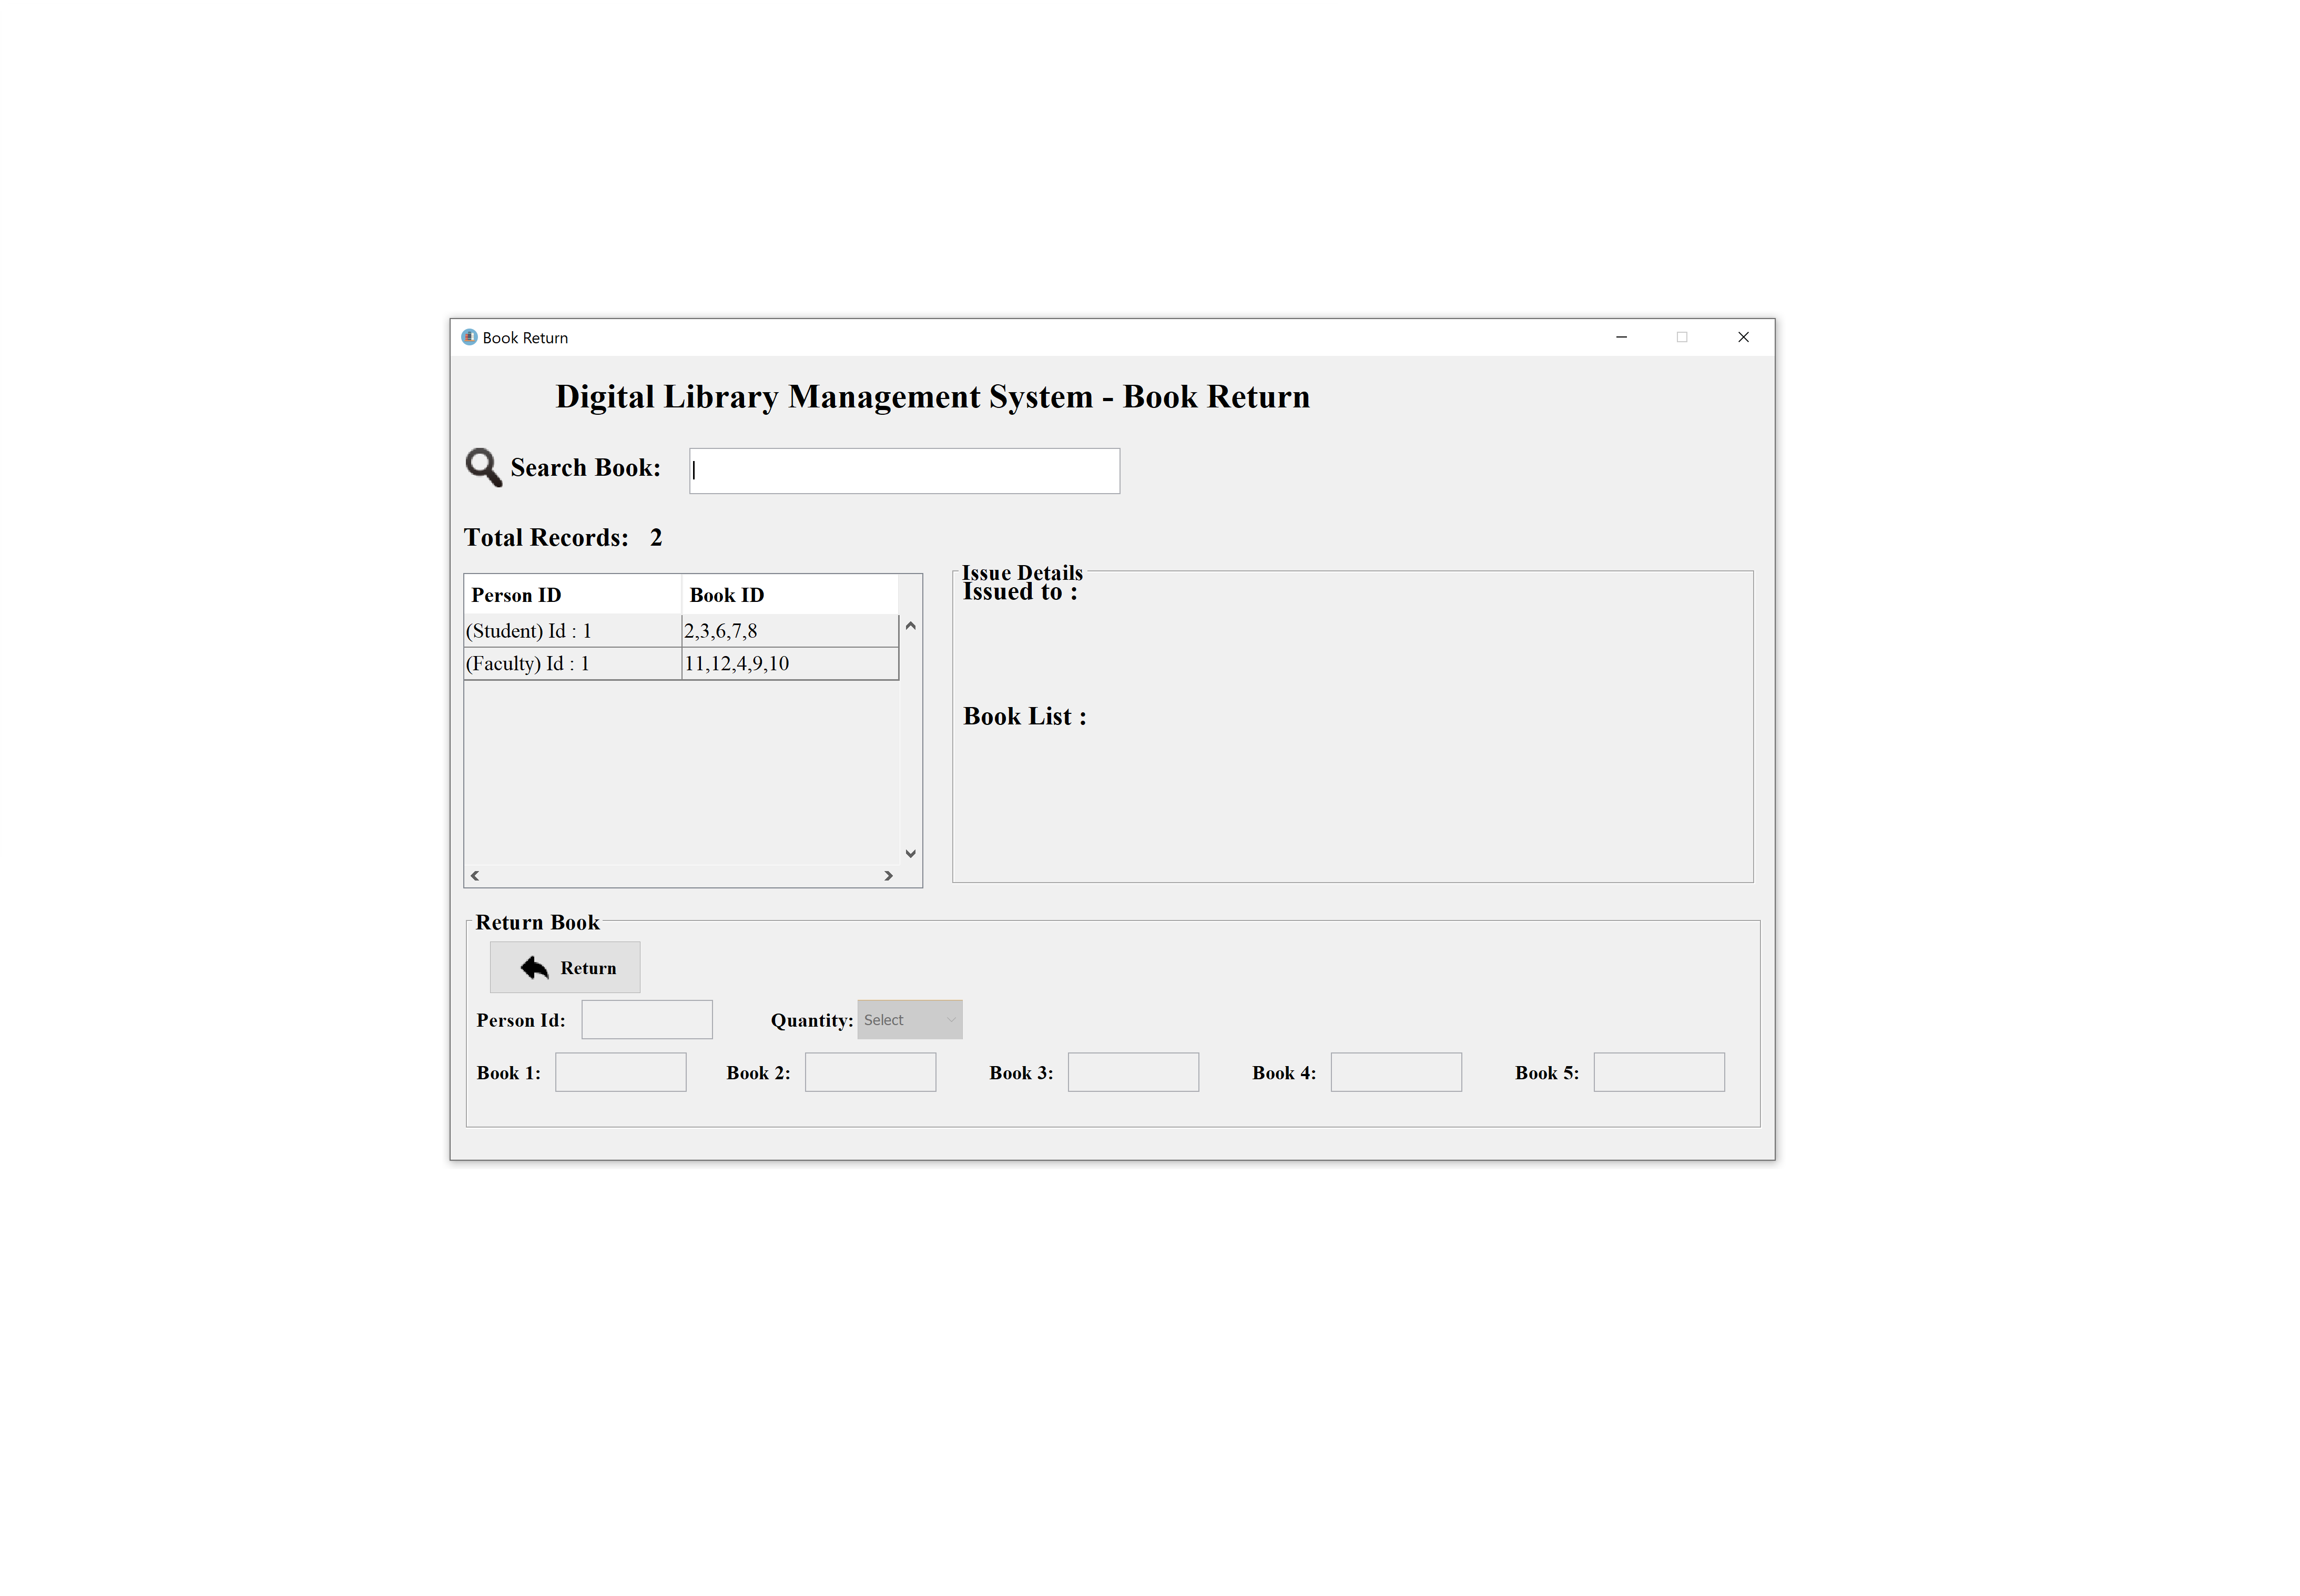 Book Return
Digital Library Management System - Book Return
Search Book:
Total Records: 2
Person ID Book ID
(Student) Id : 1 2,3,6,7,8
(Faculty) Id : 1 11,12,4,9,10
Issue Details
Issued to :
Book List :
Return Book
Return
Person Id: Quantity: Select
Book 1: Book 2: Book 3: Book 4: Book 5: